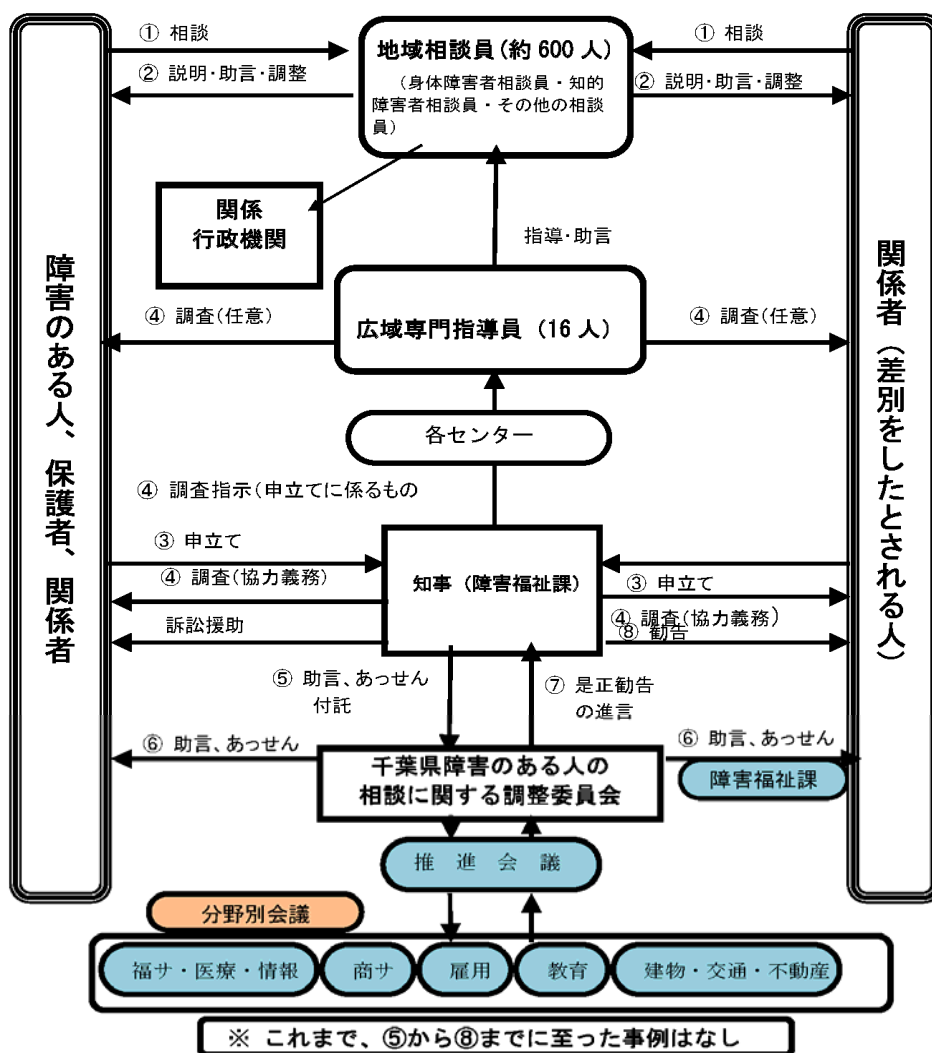 ① 相談
② 説明・助言・調整
地域相談員(約600人)
(身体障害者相談員・知的
障害者相談員・その他の相談
員)
① 相談
② 説明・助言・調整
関係
行政機関
指導・助言
障害のある人、保護者、関係者
関係者(差別をしたとされる人)
④ 調査(任意)
広域専門指導員 (16人)
④ 調査(任意)
各センター
④ 調査指示(申立てに係るもの
③ 申立て
④ 調査(協力義務)
訴訟援助
知事 (障害福祉課)
③ 申立て
④ 調査(協力義務)
⑧ 勧告
⑤ 助言、あっせん
付託
⑦ 是正勧告
の進言
⑥ 助言、あっせん
千葉県障害のある人の
相談に関する調整委員会
⑥ 助言、あっせん
障害福祉課
推 進 会 議
分野別会議
福サ・医療・情報
商サ
雇用
教育
建物・交通・不動産
※ これまで、⑤から⑧までに至った事例はなし